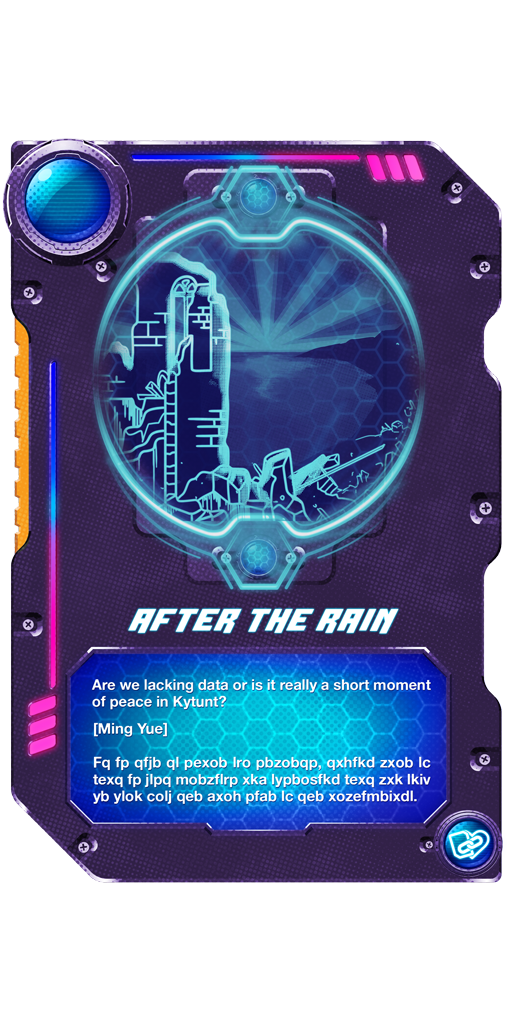 AFTER THE RAIN
Are we lacking data or is it really a short moment
of peace in Kytunt?
[Ming Yue]
Fq fp qfjb ql pexob lro pbzobqp, qxhfkd zxob lc
texq fp jlpq mobzflrp xka lypbosfkd texq zxk lkiv
yb ylok colj qeb axoh pfab lc qeb xozefmbixdl.